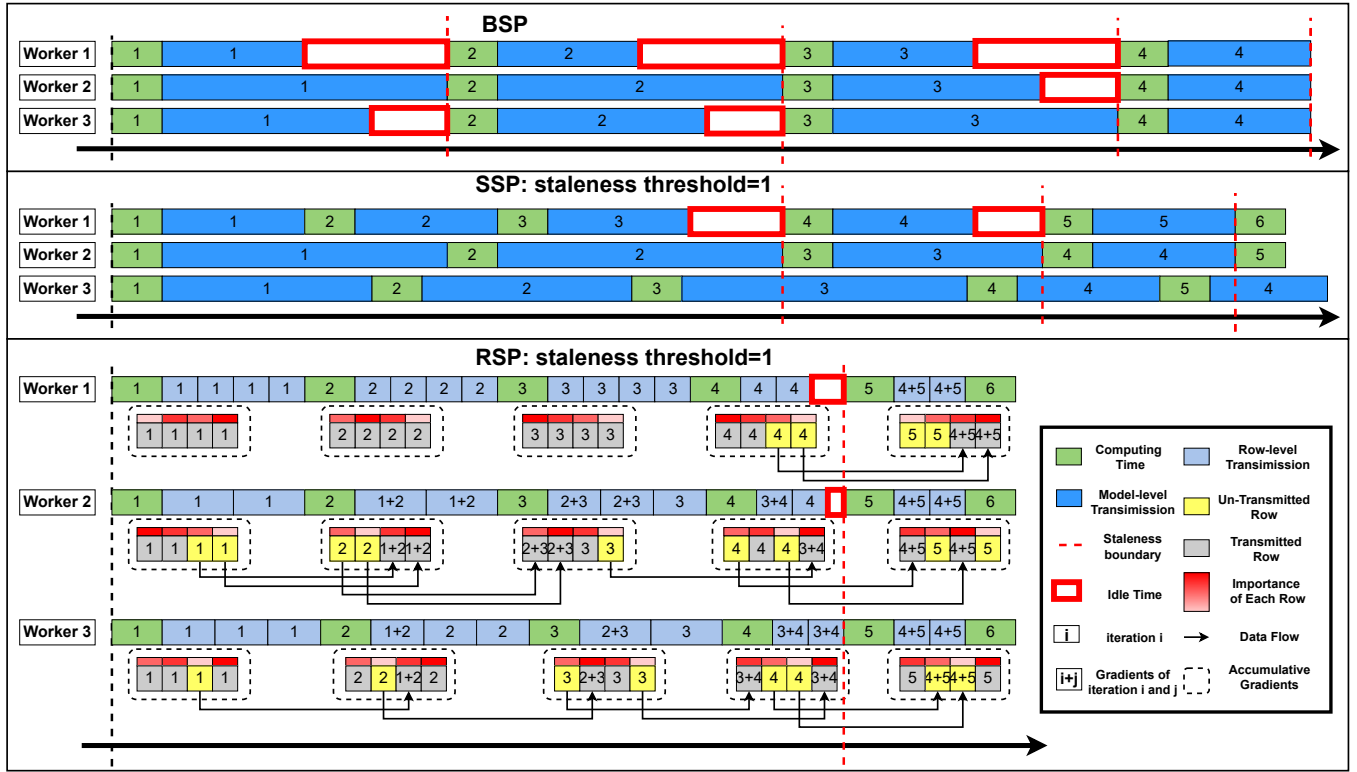 BSP
Worker 1 1 1 2 2 3 3 4 4
Worker 2 1 1 2 2 3 3 4 4
Worker 3 1 1 2 2 3 3 4 4
SSP: staleness threshold=1
Worker 1 1 1 2 2 3 3 4 4 5 5 6
Worker 2 1 1 2 2 3 3 4 4 5
Worker 3 1 1 2 2 3 3 4 4 5 4
RSP: staleness threshold=1
Worker 1 1 1 1 1 1 2 2 2 2 2 3 3 3 3 3 4 4 4 5 4+5 4+5 6
1 1 1 1 2 2 2 2 3 3 3 3 4 4 4 4 5 5 4+5 4+5
Worker 2 1 1 1 2 1+2 1+2 3 2+3 2+3 3 4 3+4 4 5 4+5 4+5 6
1 1 1 1 2 2 1+2 1+2 2+3 2+3 3 3 4 4 4 3+4 4+5 5 4+5 5
Worker 3 1 1 1 1 2 1+2 2 2 3 2+3 3 4 3+4 3+4 5 4+5 4+5 6
1 1 1 1 2 2 1+2 2 3 2+3 3 3 3+4 4 4 3+4 5 4+5 4+5 5
Computing
Time
Row-level
Transimission
Model-level
Transimission
Un-Transmitted
Row
Staleness
boundary
Transmitted
Row
Idle Time
Importance
of Each Row
i iteration i
Data Flow
i+j Gradients of
iteration i and j
Accumulative
Gradients